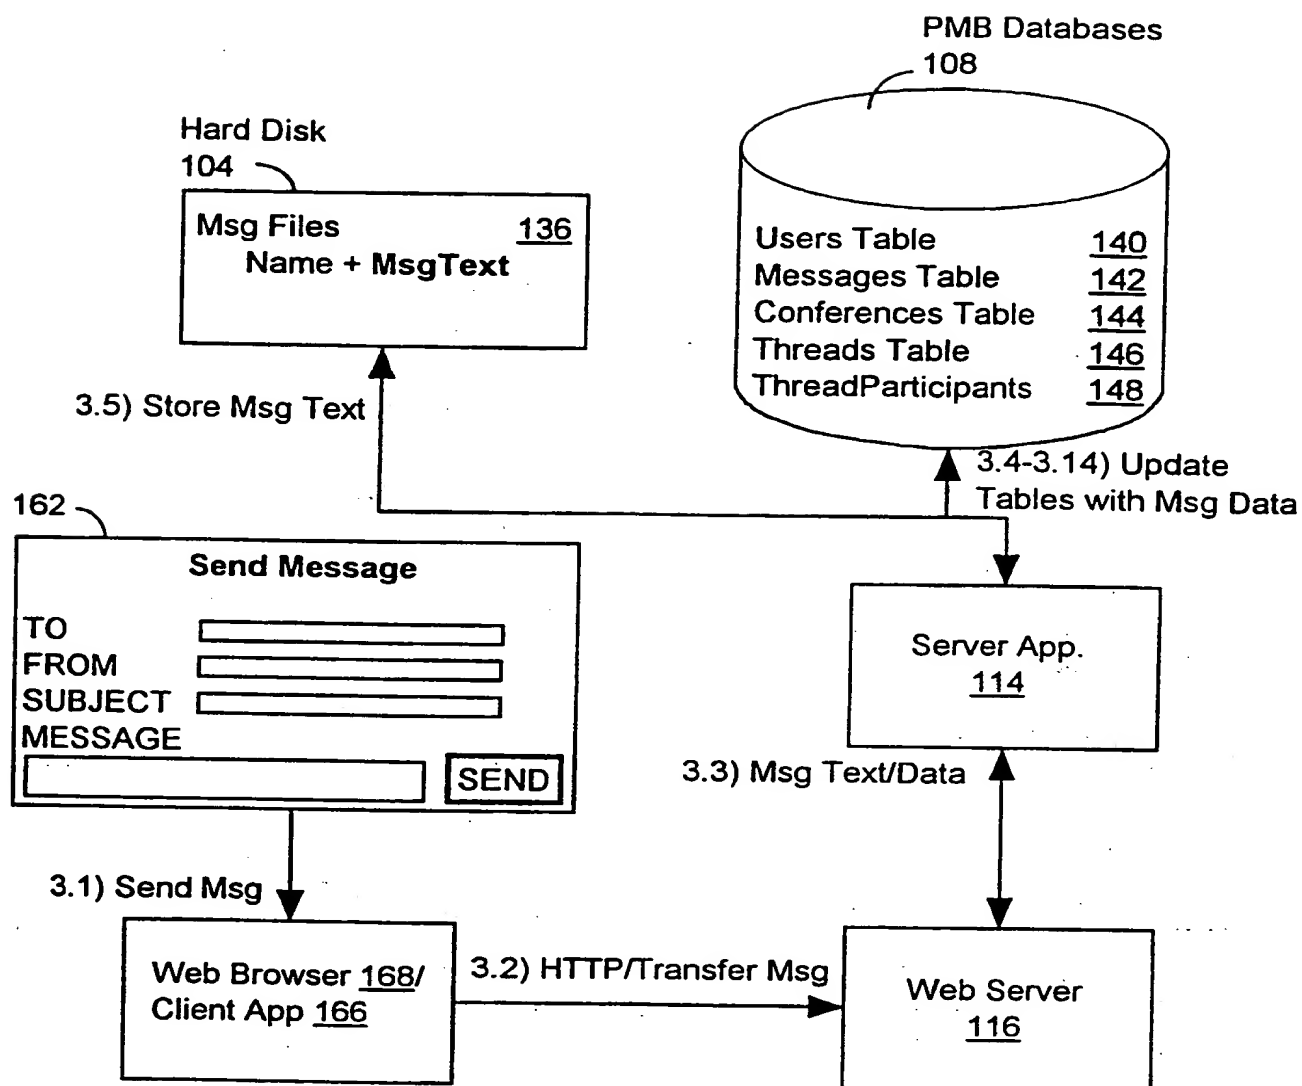 PMB Databases
108
Hard Disk
104
Msg Files 136
Name + MsgText
Users Table 140
Messages Table 142
Conferences Table 144
Threads Table 146
ThreadParticipants 148
3.5) Store Msg Text
3.4-3.14) Update
Tables with Msg Data
162
Send Message
TO
FROM
SUBJECT
MESSAGE
SEND
Server App.
114
3.3) Msg Text/Data
3.1) Send Msg
Web Browser 168/
Client App 166
3.2) HTTP/Transfer Msg
Web Server
116